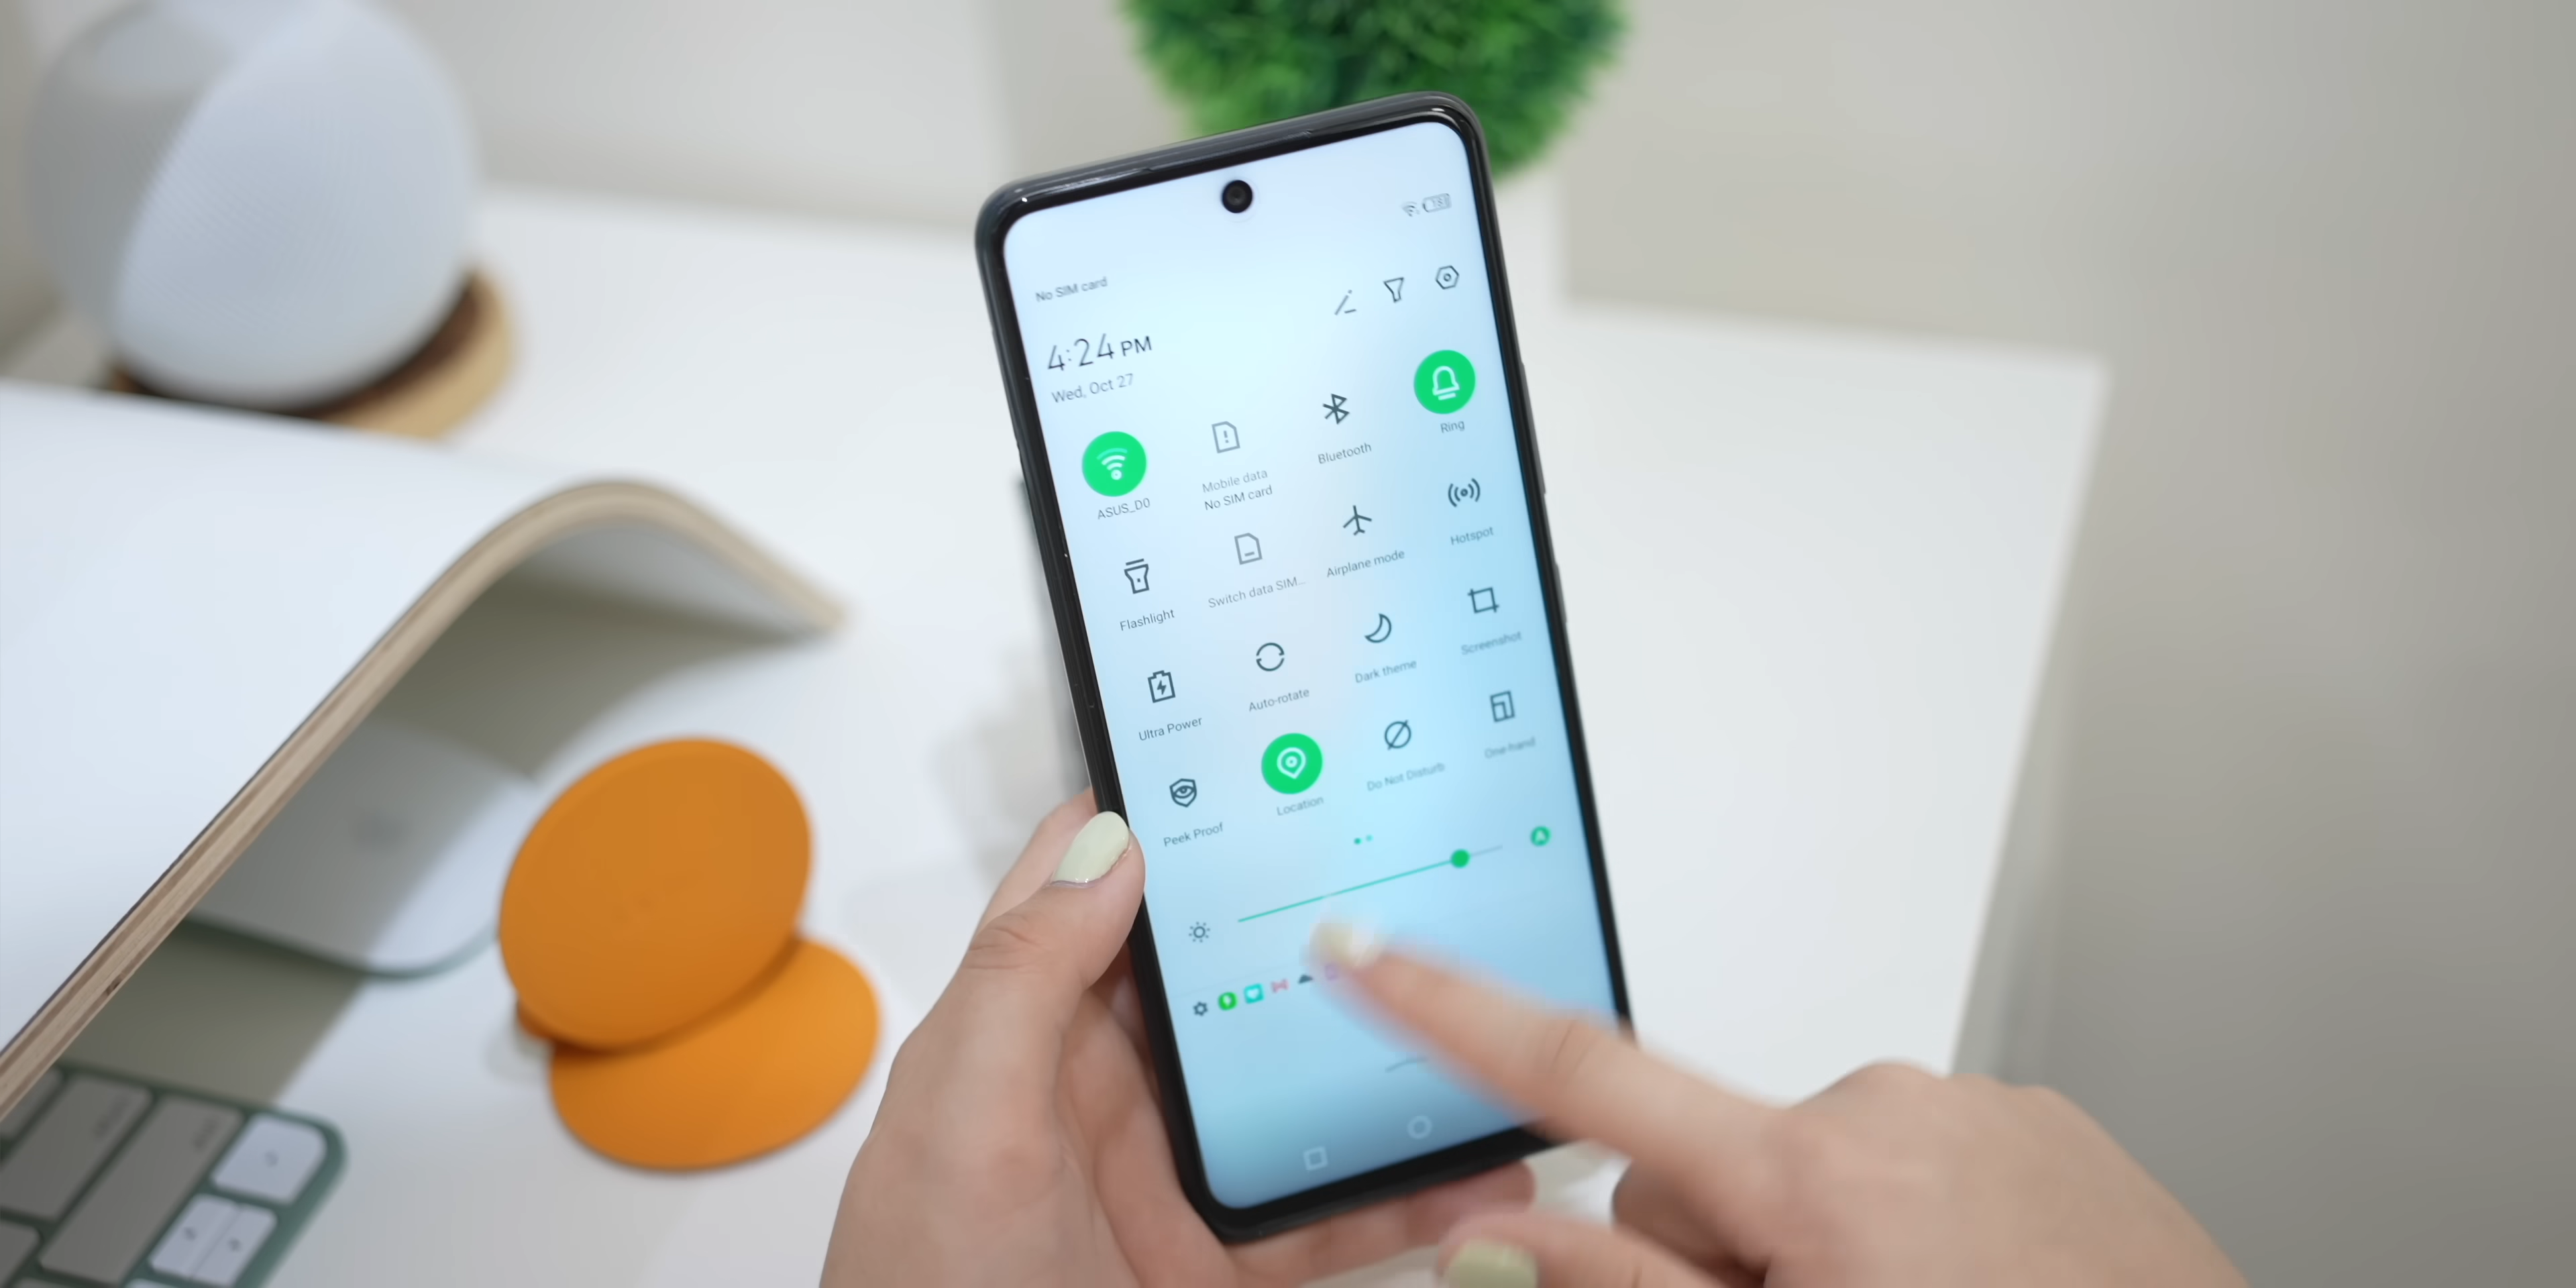 No SIM card
4:24 PM
Wed, Oct 27
ASUS_D0
Mobile data
No SIM card
Bluetooth
Ring
Flashlight
Switch data SIM...
Airplane mode
Hotspot
Ultra Power
Auto-rotate
Dark theme
Screenshot
Peek Proof
Location
Do Not Disturb
One-hand
A